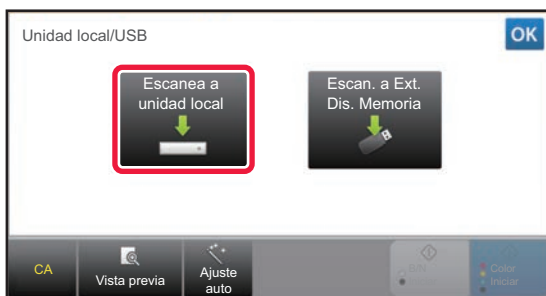 Unidad local/USB
OK
Escanea a
unidad local
Escan. a Ext.
Dis. Memoria
CA
Vista previa
Ajuste
auto
B/N
Color
Iniciar